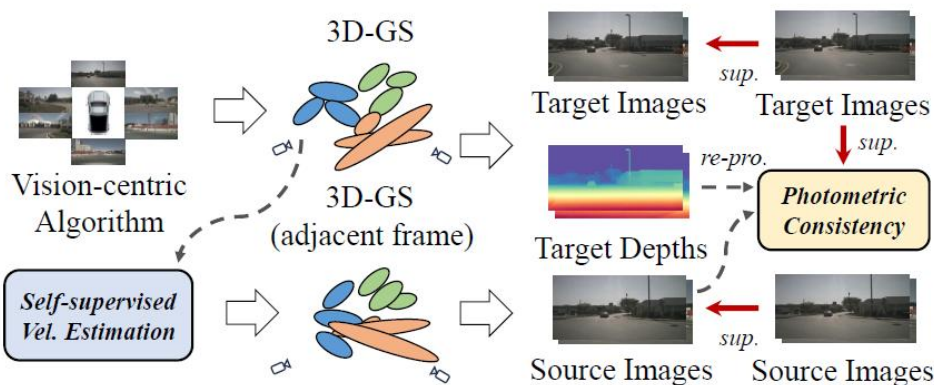 3D-GS
Vision-centric
Algorithm
3D-GS
(adjacent frame)
Self-supervised
Vel. Estimation
sup.
Target Images
Target Images
re-pro.
sup.
Photometric
Consistency
Target Depths
sup.
Source Images
Source Images